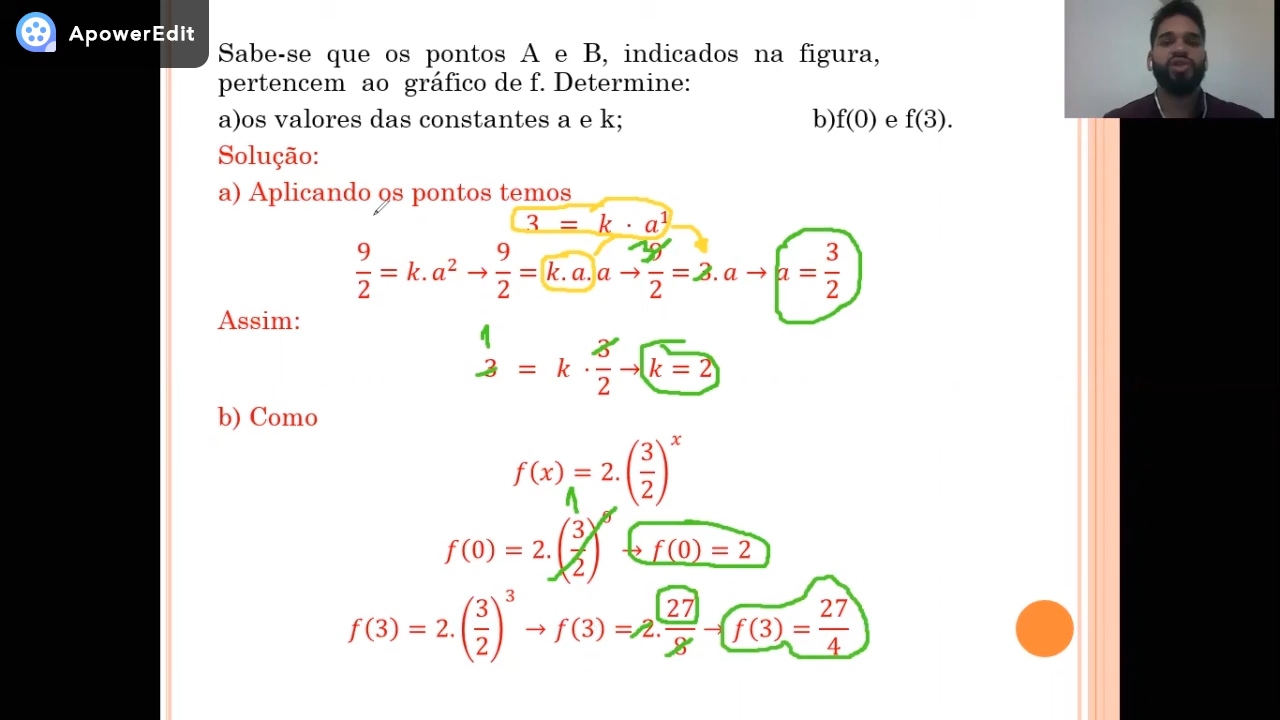 ApowerEdit
Sabe-se que os pontos A e B, indicados na figura,
pertencem ao gráfico de f. Determine:
a)os valores das constantes a e k; b)f(0) e f(3).
Solução:
a) Aplicando os pontos temos
3 = k · a¹
9/2 = k. a² → 9/2 = k. a. a → 9/2 = 3. a → a = 3/2
3
Assim:
1
3 = k · 3/2 → k = 2
b) Como
f(x) = 2. (3/2)ˣ
1
f(0) = 2. (3/2)⁰ → f(0) = 2
f(3) = 2. (3/2)³ → f(3) = 2. 27/8 → f(3) = 27/4